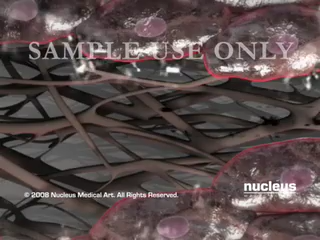 SAMPLE USE ONLY
nucleus
© 2008 Nucleus Medical Art. All Rights Reserved.